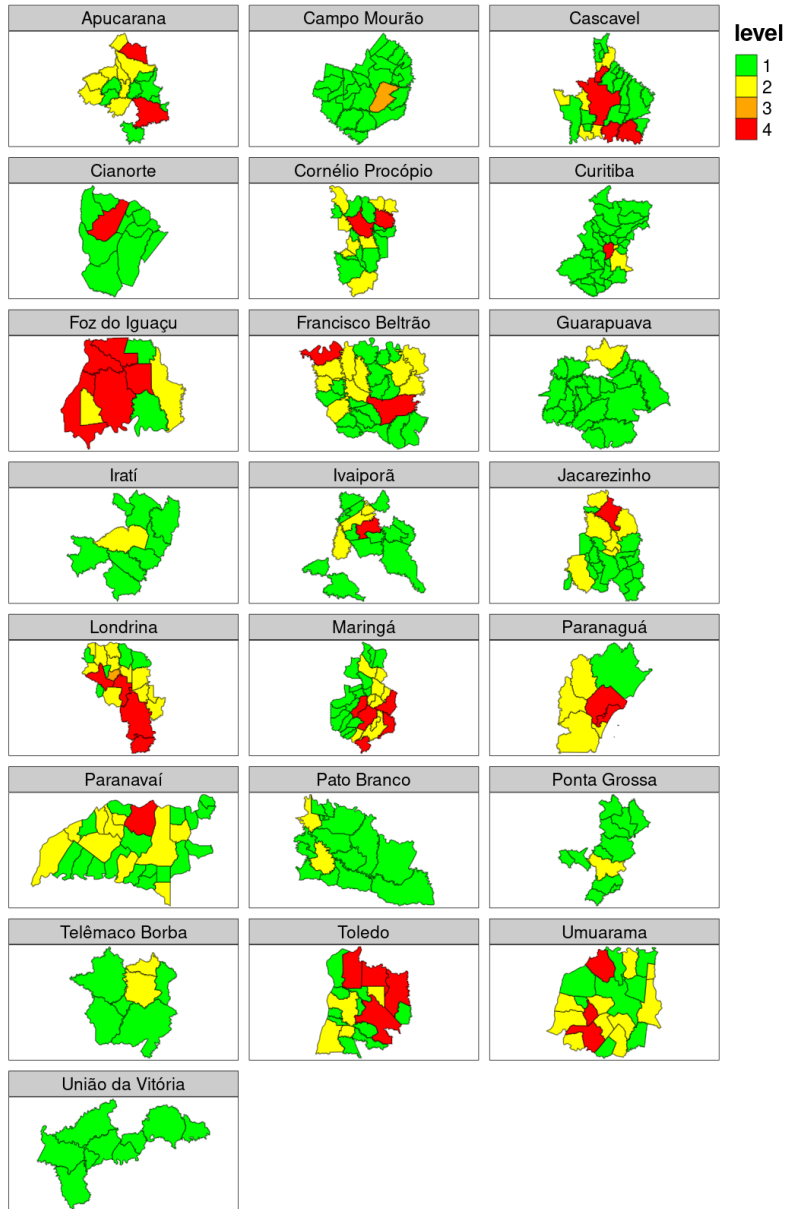 Apucarana
Campo Mourão
Cascavel
level
1
2
3
4
Cianorte
Cornélio Procópio
Curitiba
Foz do Iguaçu
Francisco Beltrão
Guarapuava
Iratí
Ivaiporã
Jacarezinho
Londrina
Maringá
Paranaguá
Paranavaí
Pato Branco
Ponta Grossa
Telêmaco Borba
Toledo
Umuarama
União da Vitória